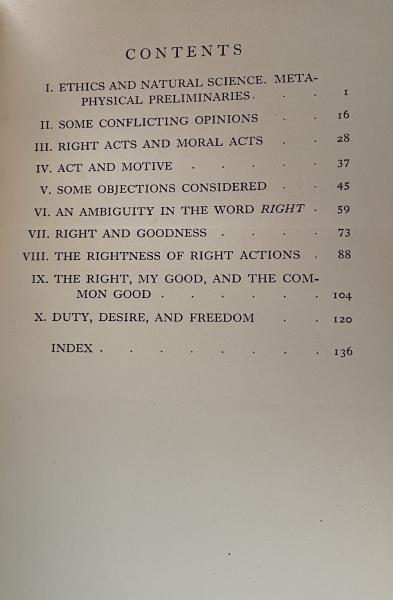 CONTENTS
I. ETHICS AND NATURAL SCIENCE. META-
PHYSICAL PRELIMINARIES. . . 1
II. SOME CONFLICTING OPINIONS . . 16
III. RIGHT ACTS AND MORAL ACTS . . 28
IV. ACT AND MOTIVE . . . . 37
V. SOME OBJECTIONS CONSIDERED . . 45
VI. AN AMBIGUITY IN THE WORD RIGHT . 59
VII. RIGHT AND GOODNESS . . . . 73
VIII. THE RIGHTNESS OF RIGHT ACTIONS . 88
IX. THE RIGHT, MY GOOD, AND THE COM-
MON GOOD . . . . . . 104
X. DUTY, DESIRE, AND FREEDOM . . 120
INDEX . . . . . . . 136